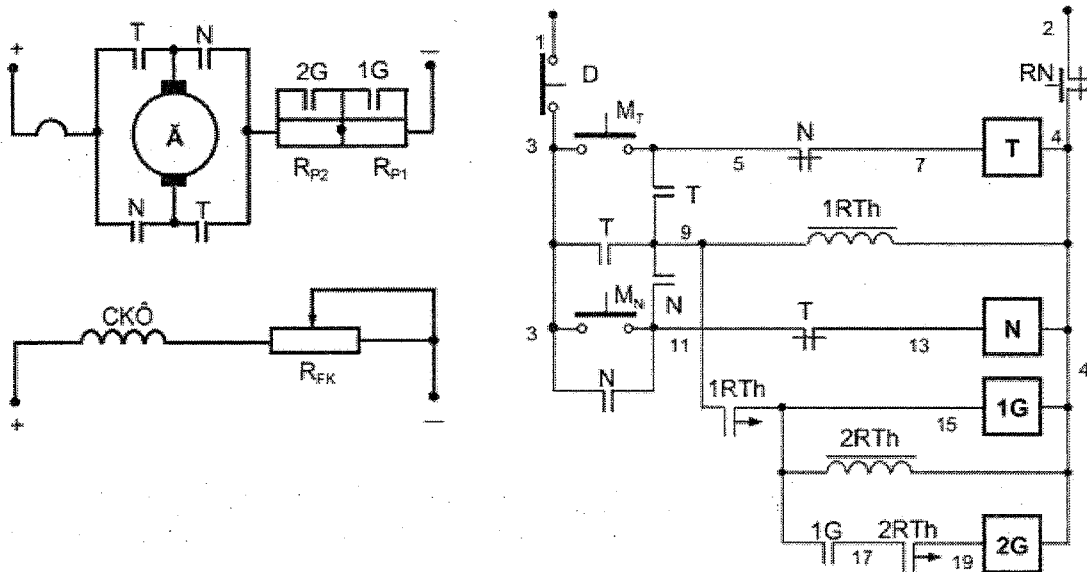 T N
+ 2G 1G −
Ă
R_P2 R_P1
N T
CKÔ
R_FK
+ −
1 2
D RN
M_T
3 5 N 7 T 4
T
T 9 1RTh
M_N N
3 11 T 13 N
N 4
1RTh 15 1G
2RTh
1G 17 2RTh 19 2G